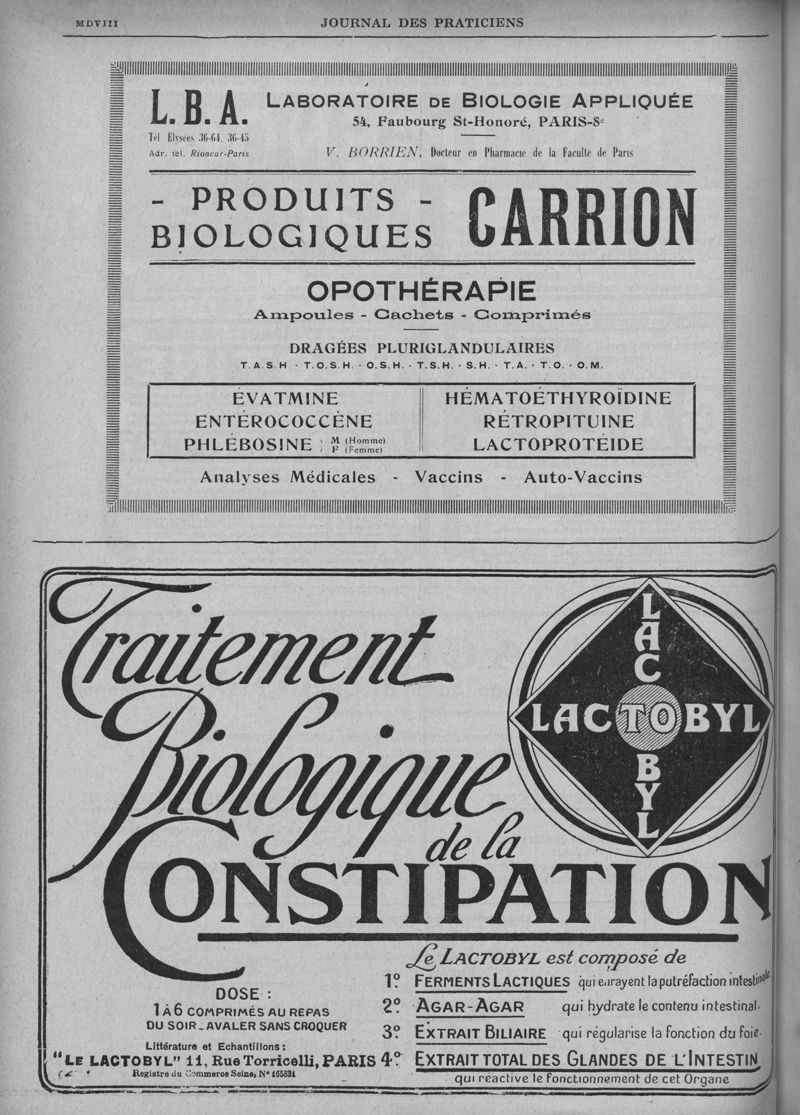 MDVIII
JOURNAL DES PRATICIENS
L.B.A.
LABORATOIRE DE BIOLOGIE APPLIQUÉE
54, Faubourg St-Honoré, PARIS-8e
Tél Elysées 36-64, 36-45
Adr. tél. Rioncar-Paris
V. BORRIEN, Docteur en Pharmacie de la Faculté de Paris
- PRODUITS -
BIOLOGIQUES
CARRION
OPOTHÉRAPIE
Ampoules - Cachets - Comprimés
DRAGÉES PLURIGLANDULAIRES
T.A.S.H - T.O.S.H. - O.S.H. - T.S.H. - S.H. - T.A. - T.O. - O.M.
ÉVATMINE
ENTÉROCOCCÈNE
PHLÉBOSINE M (Homme)
F (Femme)
HÉMATOÉTHYROÏDINE
RÉTROPITUINE
LACTOPROTÉIDE
Analyses Médicales - Vaccins - Auto-Vaccins
Traitement
Biologique
de la
CONSTIPATION
LACTOBYL
LACTOBYL
Le LACTOBYL est composé de
1.º FERMENTS LACTIQUES qui enrayent la putréfaction intestinale
2.º AGAR-AGAR qui hydrate le contenu intestinal.
3.º EXTRAIT BILIAIRE qui régularise la fonction du foie.
4.º EXTRAIT TOTAL DES GLANDES DE L'INTESTIN
qui réactive le fonctionnement de cet Organe
DOSE :
1 À 6 COMPRIMÉS AU REPAS
DU SOIR_AVALER SANS CROQUER
Littérature et Echantillons :
"LE LACTOBYL" 11, Rue Torricelli, PARIS
Registre du Commerce Seine, Nº 165831